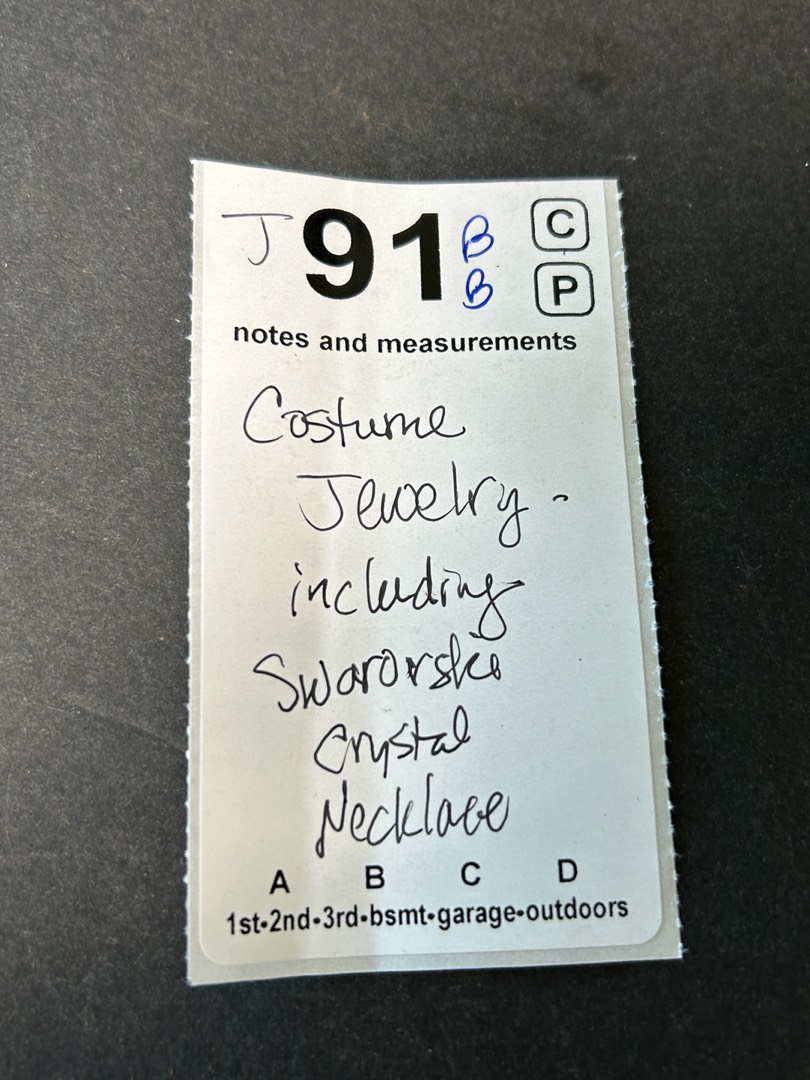 J 91 B C
B P
notes and measurements
Costume
Jewelry -
including
Swarorski
Crystal
Necklace
A B C D
1st•2nd•3rd•bsmt•garage•outdoors